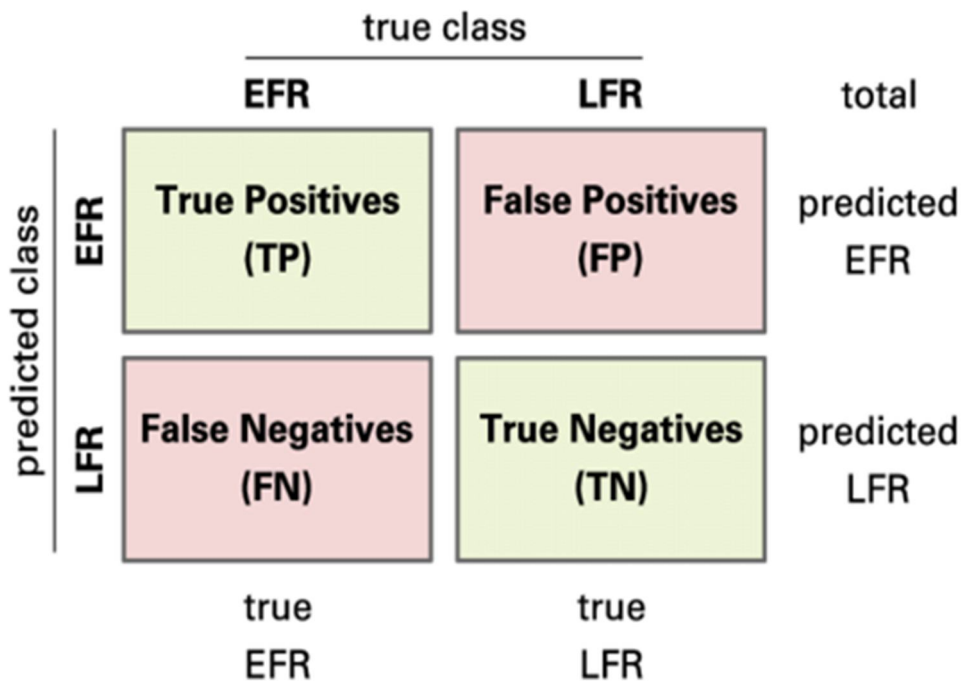 true class
EFR LFR total
predicted class
EFR
True Positives
(TP)
False Positives
(FP)
predicted
EFR
LFR
False Negatives
(FN)
True Negatives
(TN)
predicted
LFR
true
EFR
true
LFR